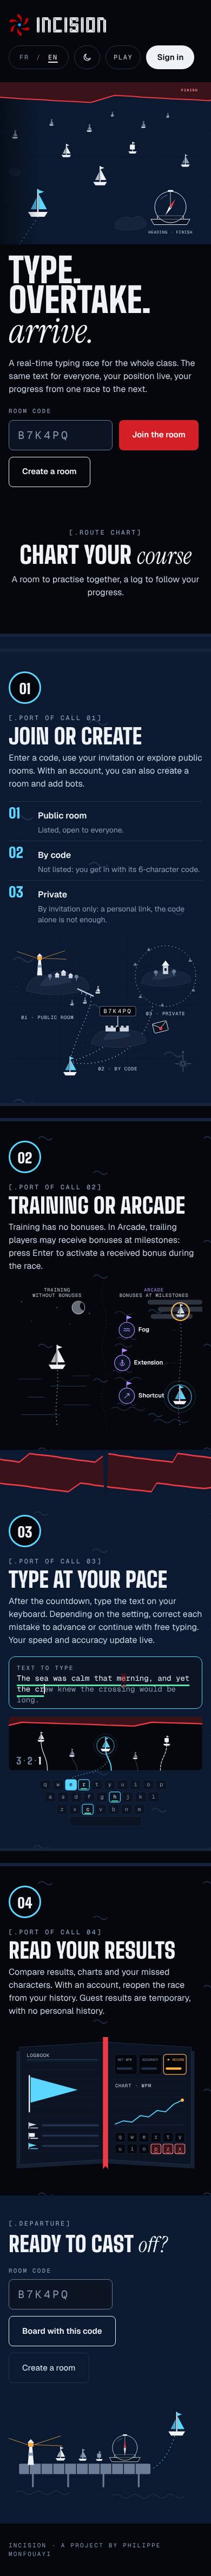 INCISION
FR / EN
PLAY
Sign in
FINISH
HEADING · FINISH
TYPE.
OVERTAKE.
arrive.
A real-time typing race for the whole class. The
same text for everyone, your position live, your
progress from one race to the next.
ROOM CODE
B7K4PQ
Join the room
Create a room
[.ROUTE CHART]
CHART YOUR course
A room to practise together, a log to follow your
progress.
01
[.PORT OF CALL 01]
JOIN OR CREATE
Enter a code, use your invitation or explore public
rooms. With an account, you can also create a
room and add bots.
01
Public room
Listed, open to everyone.
02
By code
Not listed: you get in with its 6-character code.
03
Private
By invitation only: a personal link, the code
alone is not enough.
B7K4PQ
01 · PUBLIC ROOM
03 · PRIVATE
02 · BY CODE
02
[.PORT OF CALL 02]
TRAINING OR ARCADE
Training has no bonuses. In Arcade, trailing
players may receive bonuses at milestones:
press Enter to activate a received bonus during
the race.
TRAINING
WITHOUT BONUSES
ARCADE
BONUSES AT MILESTONES
Fog
Extension
Shortcut
03
[.PORT OF CALL 03]
TYPE AT YOUR PACE
After the countdown, type the text on your
keyboard. Depending on the setting, correct each
mistake to advance or continue with free typing.
Your speed and accuracy update live.
TEXT TO TYPE
The sea was calm that morning, and yet
the crew knew the crossing would be
long.
3·2·1
q w e r t y u i o p
a s d f g h j k l
z x c v b n m
04
[.PORT OF CALL 04]
READ YOUR RESULTS
Compare results, charts and your missed
characters. With an account, reopen the race
from your history. Guest results are temporary,
with no personal history.
LOGBOOK
NET WPM
ACCURACY
RECORD
CHART · WPM
[.DEPARTURE]
READY TO CAST off?
ROOM CODE
B7K4PQ
Board with this code
Create a room
INCISION · A PROJECT BY PHILIPPE
MONFOUAYI